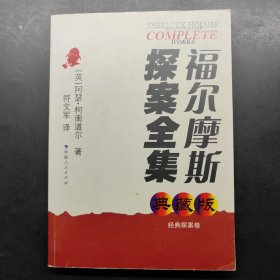 SHERLOCK HOLMES
COMPLETE
WORKS
福尔摩斯
探案全集
典藏版
经典探案卷
(英)阿瑟·柯南道尔 著
符文军 译